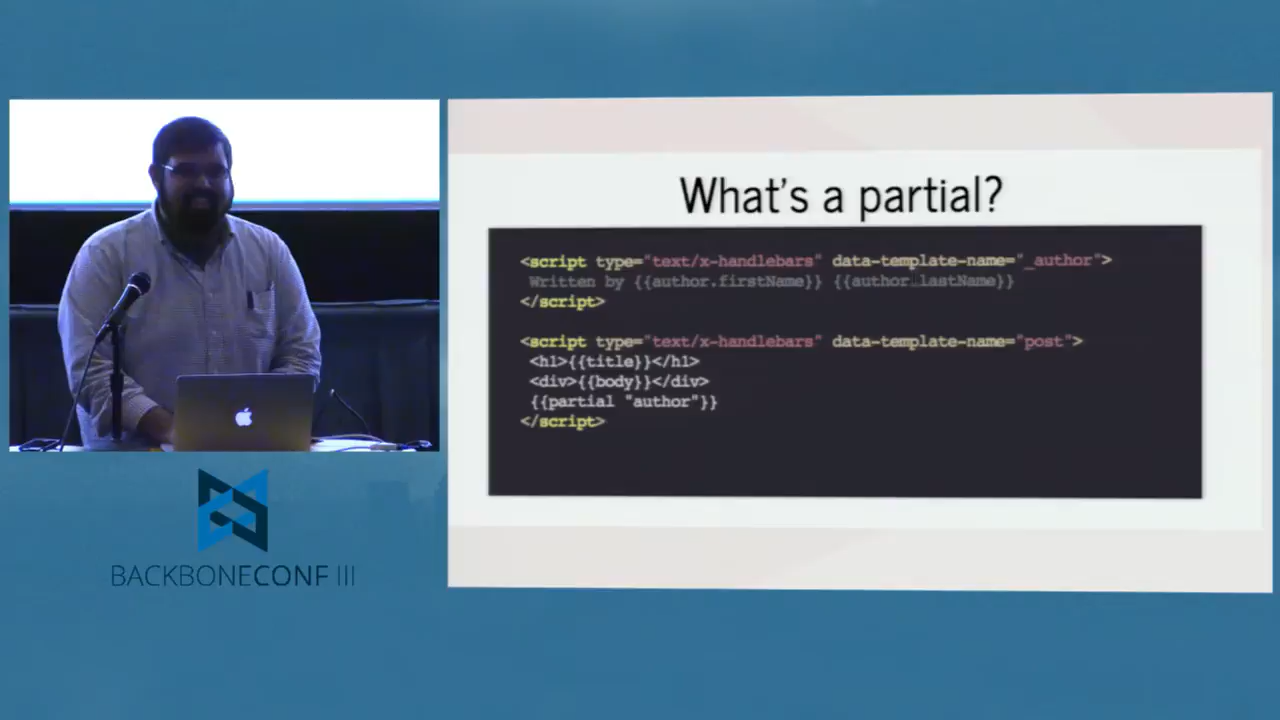 What's a partial?
<script type="text/x-handlebars" data-template-name="_author">
Written by {{author.firstName}} {{author.lastName}}
</script>
<script type="text/x-handlebars" data-template-name="post">
<h1>{{title}}</h1>
<div>{{body}}</div>
{{partial "author"}}
</script>
BACKBONECONF III